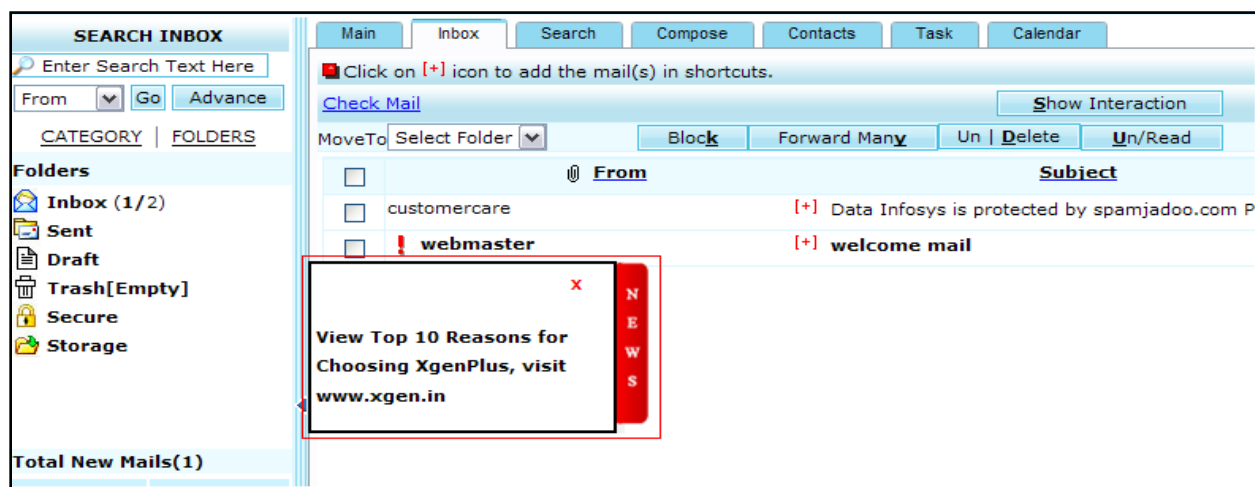 SEARCH INBOX
Enter Search Text Here
From Go Advance
CATEGORY | FOLDERS
Folders
Inbox (1/2)
Sent
Draft
Trash[Empty]
Secure
Storage
Total New Mails(1)
Main Inbox Search Compose Contacts Task Calendar
Click on [+] icon to add the mail(s) in shortcuts.
Check Mail Show Interaction
MoveTo Select Folder Block Forward Many Un | Delete Un/Read
From Subject
customercare [+] Data Infosys is protected by spamjadoo.com P
! webmaster [+] welcome mail
X
View Top 10 Reasons for
Choosing XgenPlus, visit
www.xgen.in
NEWS